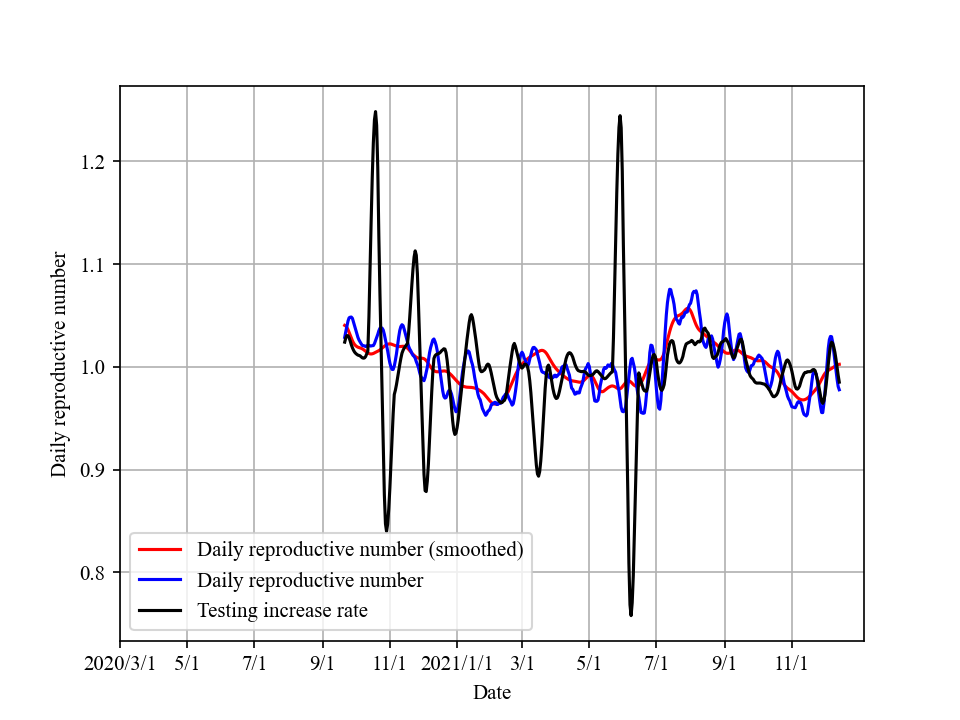 Daily reproductive number
1.2
1.1
1.0
0.9
0.8
Daily reproductive number (smoothed)
Daily reproductive number
Testing increase rate
2020/3/1 5/1 7/1 9/1 11/1 2021/1/1 3/1 5/1 7/1 9/1 11/1
Date